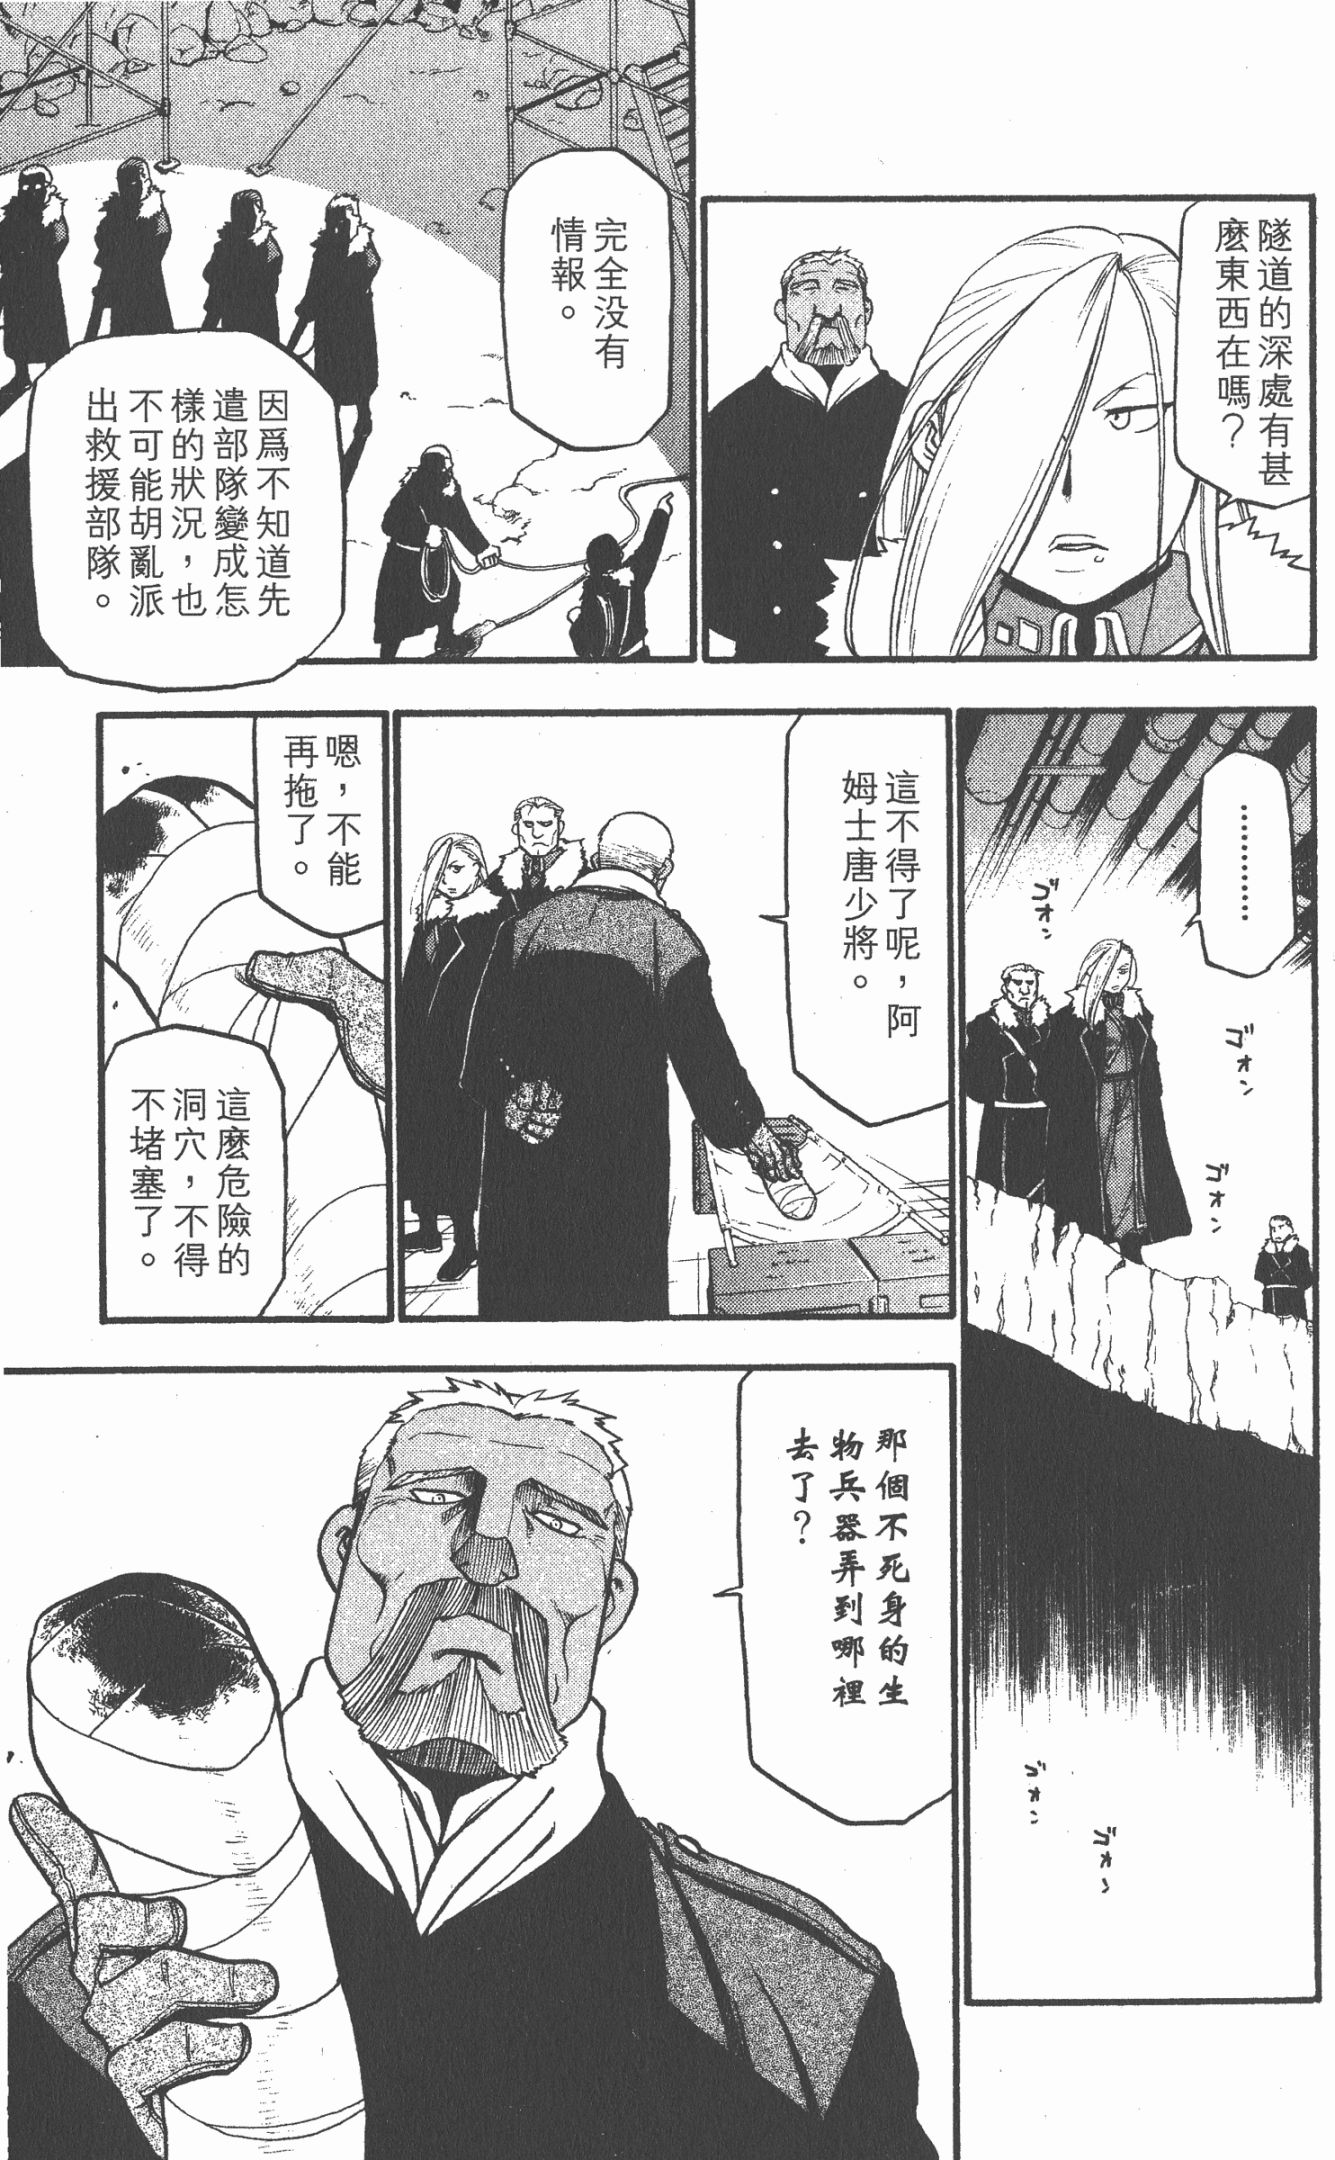 隧道的深處有甚
麽東西在嗎?
完全没有
情報。
因爲不知道先
遣部隊變成怎
樣的狀况，也
不可能胡亂派
出救援部隊。
…………
ゴォン
ゴォン
ゴォン
ゴォン
ゴォン
這不得了呢，阿
姆士唐少將。
嗯，不能
再拖了。
這麽危險的
洞穴，不得
不堵塞了。
那個不死身的生
物兵器弄到哪裡
去了?